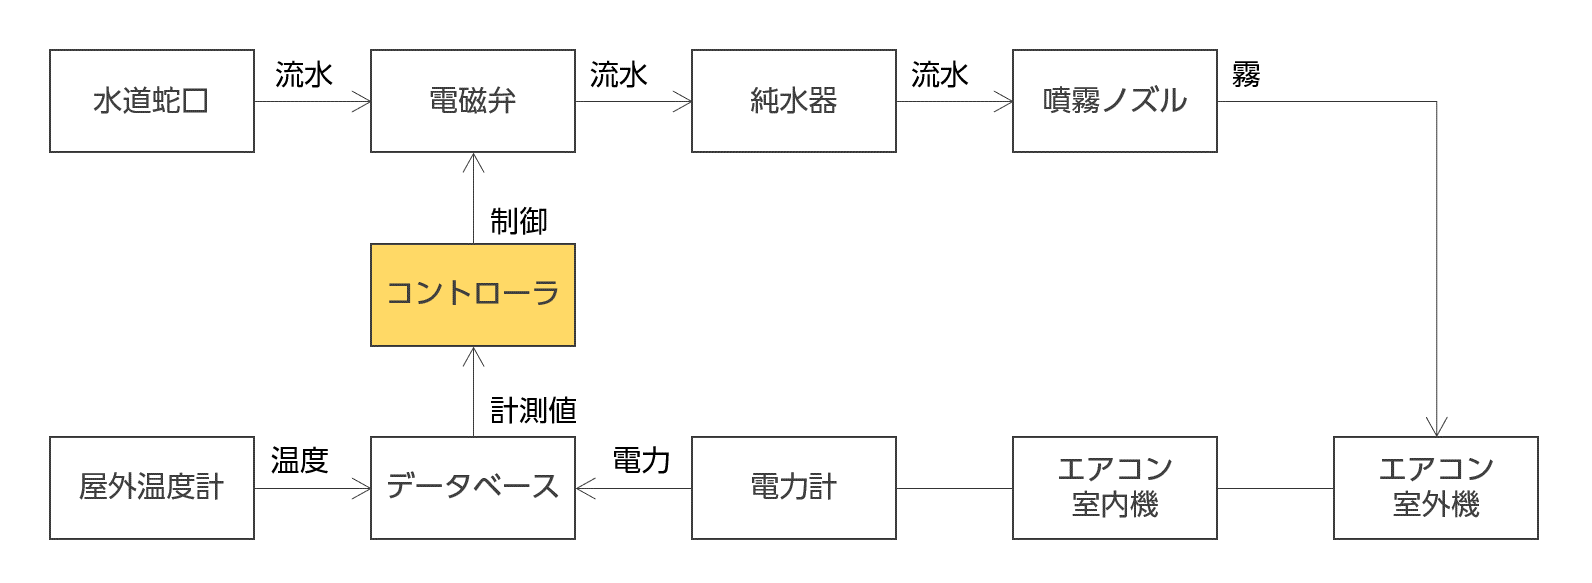 水道蛇口
流水
電磁弁
流水
純水器
流水
噴霧ノズル
霧
制御
コントローラ
計測値
屋外温度計
温度
データベース
電力
電力計
エアコン
室内機
エアコン
室外機